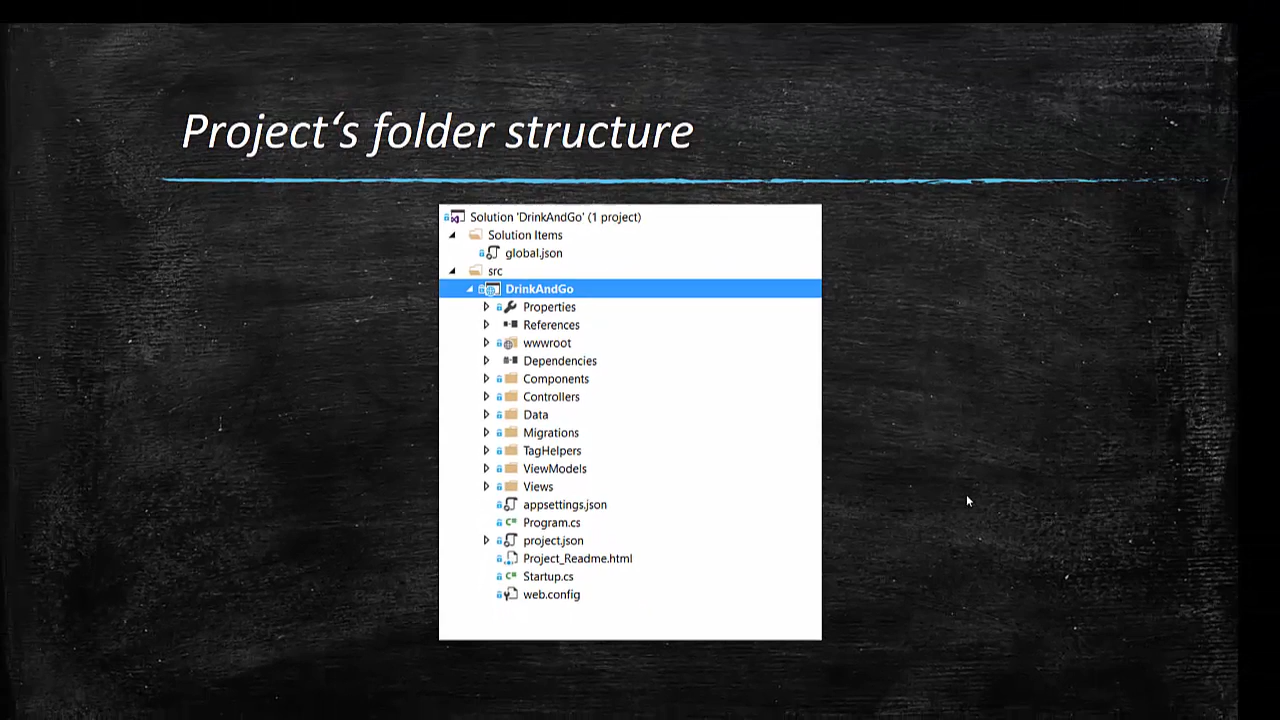 Project‘s folder structure
Solution 'DrinkAndGo' (1 project)
Solution Items
global.json
src
DrinkAndGo
Properties
References
wwwroot
Dependencies
Components
Controllers
Data
Migrations
TagHelpers
ViewModels
Views
appsettings.json
C# Program.cs
project.json
Project_Readme.html
C# Startup.cs
web.config